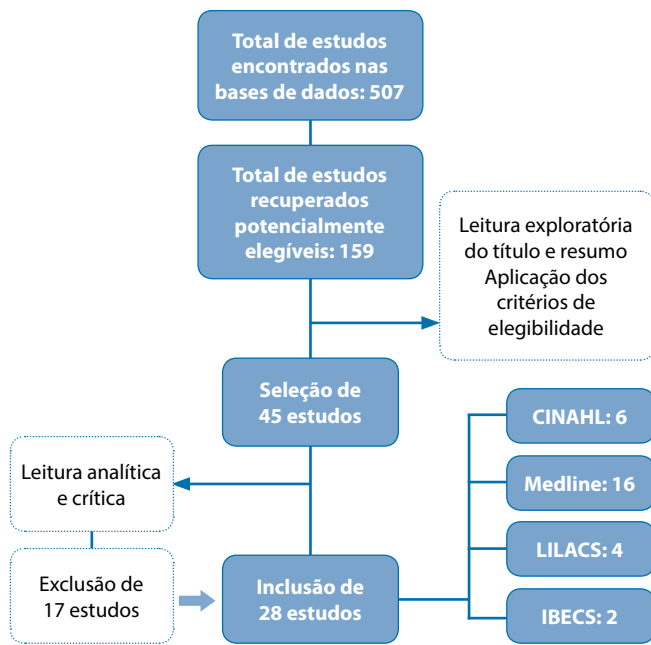 Total de estudos
encontrados nas
bases de dados: 507
Total de estudos
recuperados
potencialmente
elegíveis: 159
Leitura exploratória
do título e resumo
Aplicação dos
critérios de
elegibilidade
Seleção de
45 estudos
Leitura analítica
e crítica
Exclusão de
17 estudos
Inclusão de
28 estudos
CINAHL: 6
Medline: 16
LILACS: 4
IBECS: 2